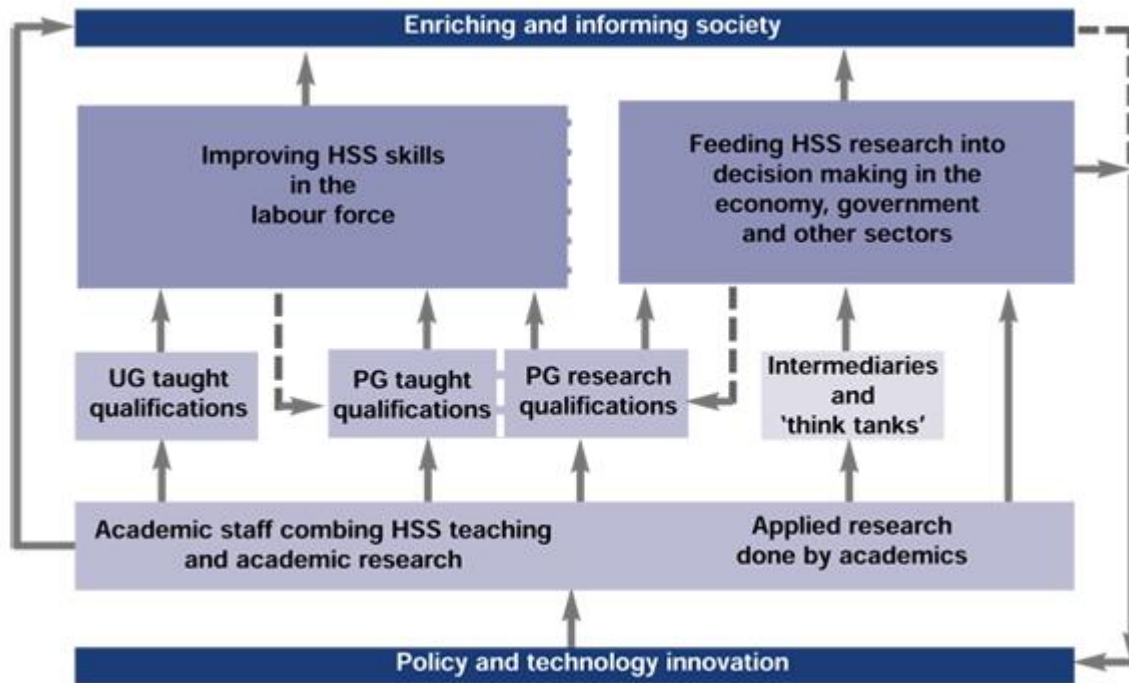 Enriching and informing society
Improving HSS skills
in the
labour force
Feeding HSS research into
decision making in the
economy, government
and other sectors
UG taught
qualifications
PG taught
qualifications
PG research
qualifications
Intermediaries
and
‘think tanks’
Academic staff combing HSS teaching
and academic research
Applied research
done by academics
Policy and technology innovation